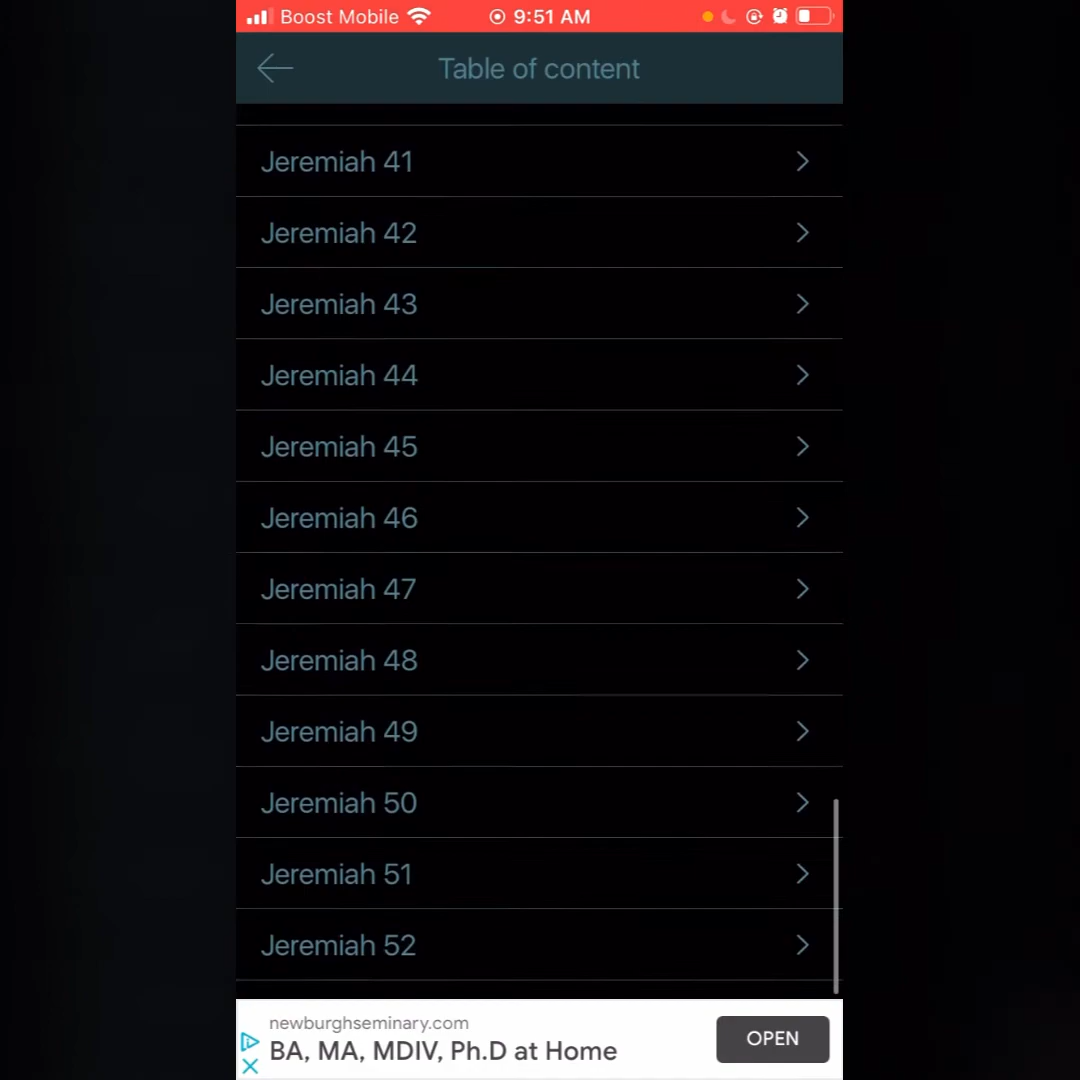 Boost Mobile 9:51 AM
Table of content
Jeremiah 41
Jeremiah 42
Jeremiah 43
Jeremiah 44
Jeremiah 45
Jeremiah 46
Jeremiah 47
Jeremiah 48
Jeremiah 49
Jeremiah 50
Jeremiah 51
Jeremiah 52
newburghseminary.com
BA, MA, MDIV, Ph.D at Home
OPEN